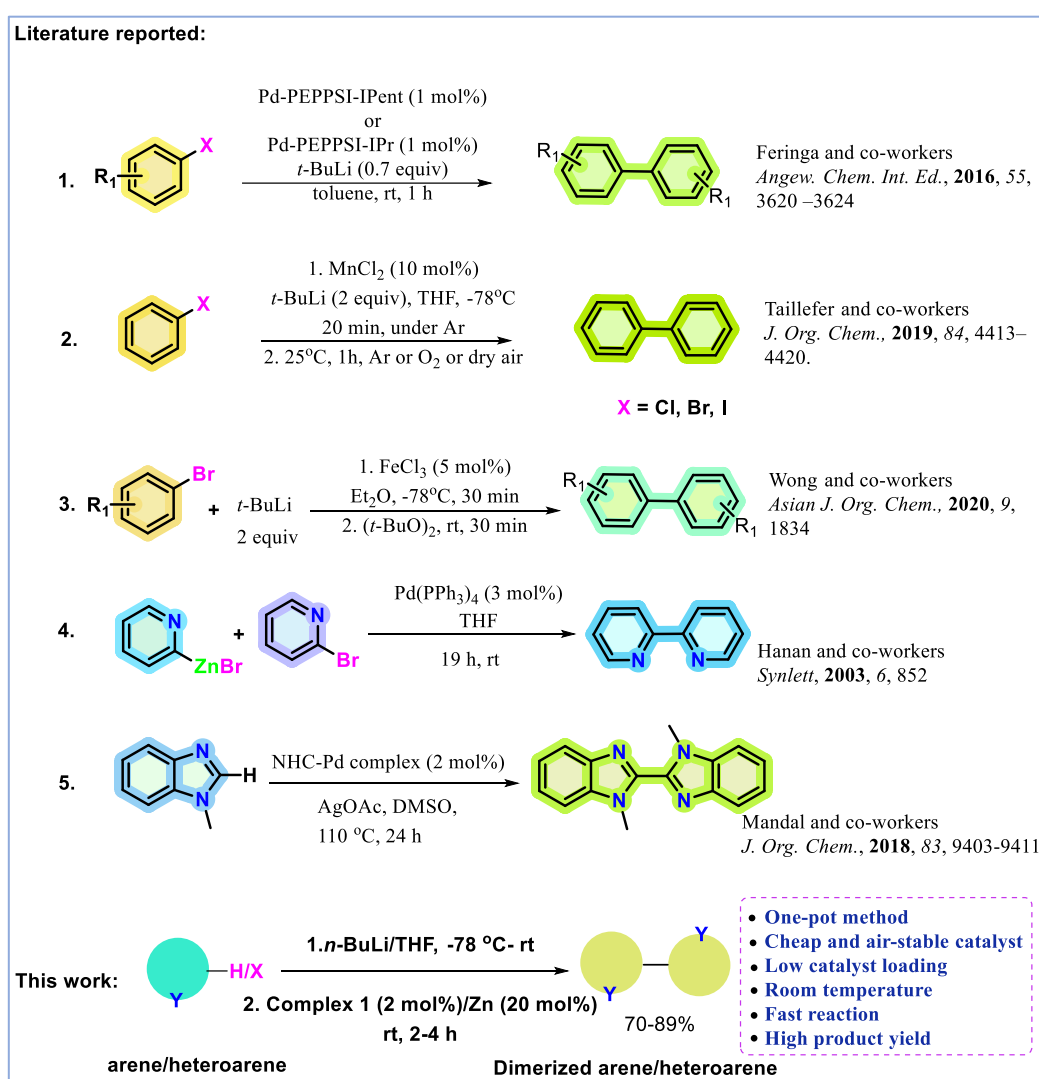 Literature reported:
Pd-PEPPSI-IPent (1 mol%)
or
Pd-PEPPSI-IPr (1 mol%)
t-BuLi (0.7 equiv)
toluene, rt, 1 h
1.
R1
X
R1
R1
Feringa and co-workers
Angew. Chem. Int. Ed., 2016, 55,
3620 –3624
1. MnCl2 (10 mol%)
t-BuLi (2 equiv), THF, -78oC
20 min, under Ar
2. 25oC, 1h, Ar or O2 or dry air
2.
X
Taillefer and co-workers
J. Org. Chem., 2019, 84, 4413–
4420.
X = Cl, Br, I
3.
R1
Br
+
t-BuLi
2 equiv
1. FeCl3 (5 mol%)
Et2O, -78oC, 30 min
2. (t-BuO)2, rt, 30 min
R1
R1
Wong and co-workers
Asian J. Org. Chem., 2020, 9,
1834
4.
N
ZnBr
+
N
Br
Pd(PPh3)4 (3 mol%)
THF
19 h, rt
N
N
Hanan and co-workers
Synlett, 2003, 6, 852
5.
N
N
H
NHC-Pd complex (2 mol%)
AgOAc, DMSO,
110 oC, 24 h
N
N
N
N
Mandal and co-workers
J. Org. Chem., 2018, 83, 9403-9411
This work:
Y
H/X
arene/heteroarene
1.n-BuLi/THF, -78 oC- rt
2. Complex 1 (2 mol%)/Zn (20 mol%)
rt, 2-4 h
Y
Y
70-89%
Dimerized arene/heteroarene
• One-pot method
• Cheap and air-stable catalyst
• Low catalyst loading
• Room temperature
• Fast reaction
• High product yield